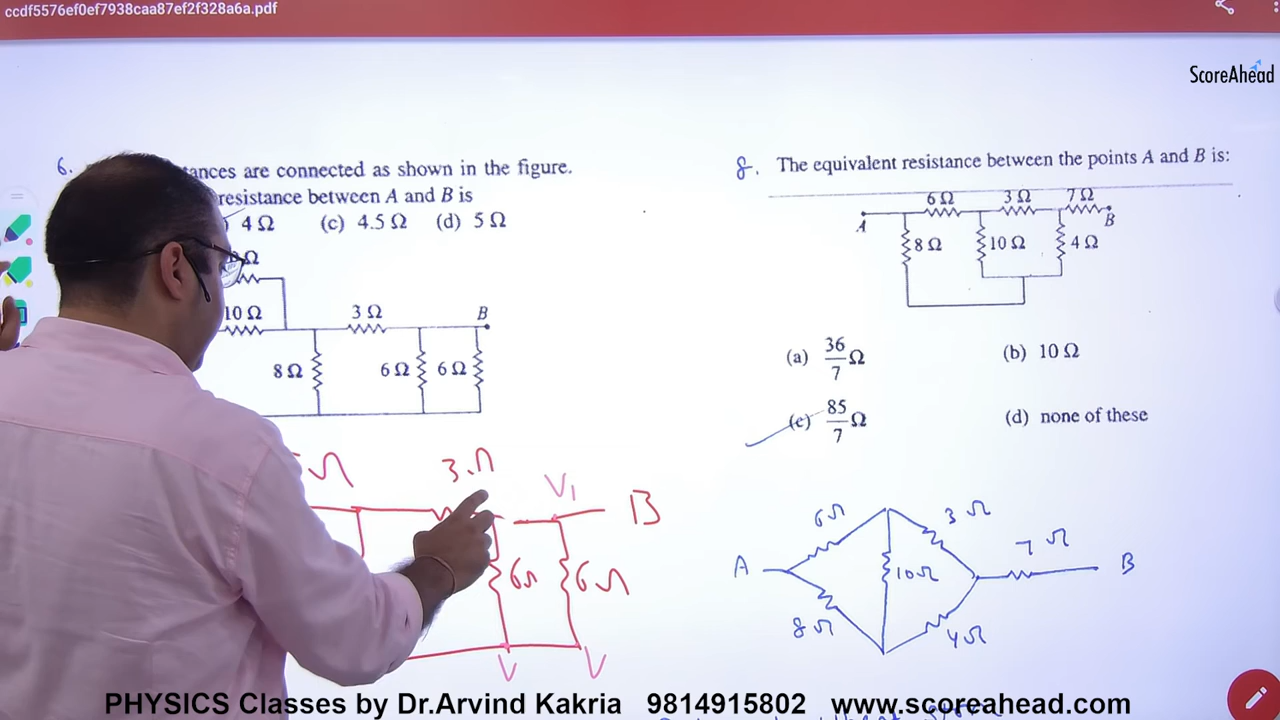 ccdf5576ef0ef7938caa87ef2f328a6a.pdf
ScoreAhead
6.
are connected as shown in the figure.
resistance between A and B is
4 Ω (c) 4.5 Ω (d) 5 Ω
Ω
10 Ω
3 Ω
B
8 Ω
6 Ω
6 Ω
Ω
3 Ω
V1
B
6Ω
6Ω
V
V
8. The equivalent resistance between the points A and B is:
6 Ω
3 Ω
7 Ω
A
B
8 Ω
10 Ω
4 Ω
(a) 36/7 Ω (b) 10 Ω
(c) 85/7 Ω (d) none of these
6Ω
3 Ω
7 Ω
A
10Ω
B
8Ω
4Ω
PHYSICS Classes by Dr.Arvind Kakria 9814915802 www.scoreahead.com